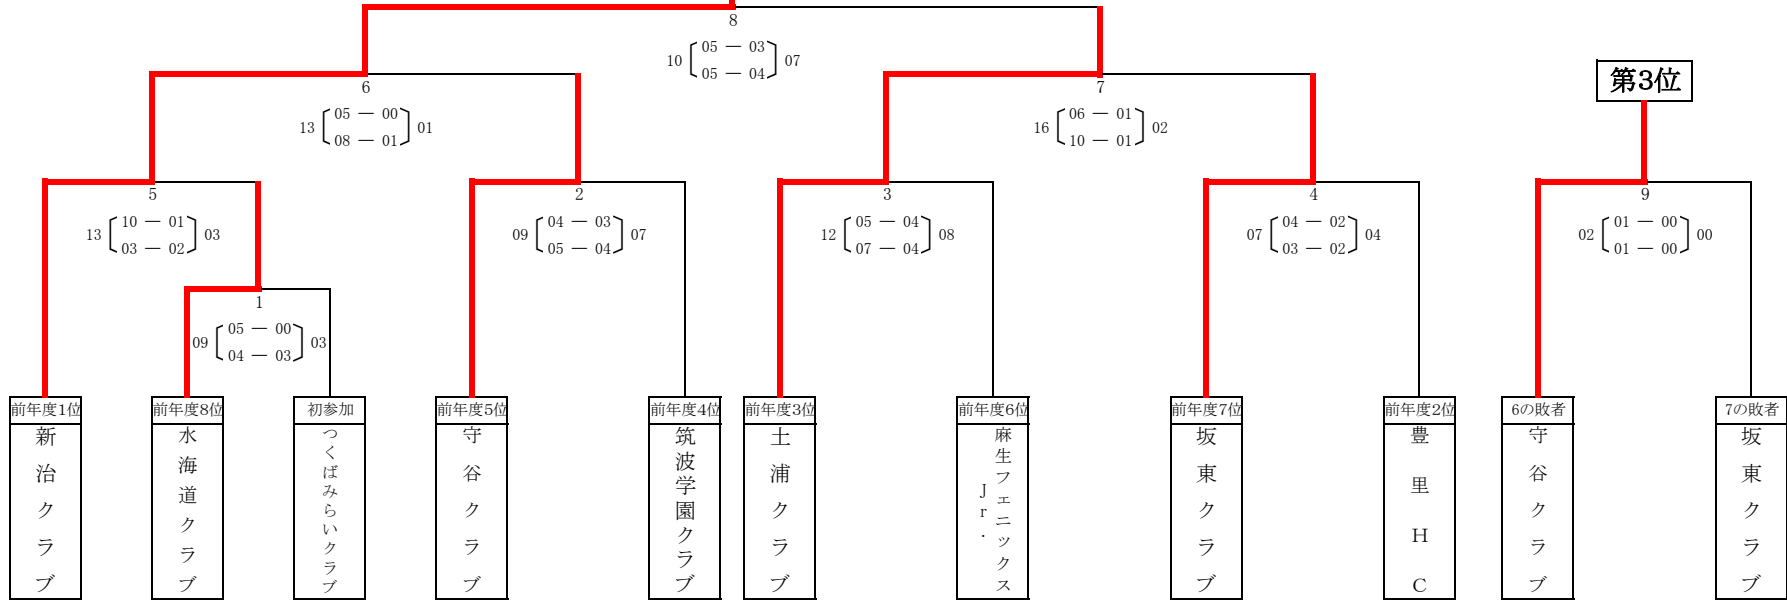 8
10 05 — 03 07
05 — 04
第3位
6
13 05 — 00 01
08 — 01
7
16 06 — 01 02
10 — 01
5
13 10 — 01 03
03 — 02
2
09 04 — 03 07
05 — 04
3
12 05 — 04 08
07 — 04
4
07 04 — 02 04
03 — 02
9
02 01 — 00 00
01 — 00
1
09 05 — 00 03
04 — 03
前年度1位
新治クラブ
前年度8位
水海道クラブ
初参加
つくばみらいクラブ
前年度5位
守谷クラブ
前年度4位
筑波学園クラブ
前年度3位
土浦クラブ
前年度6位
麻生フェニックス
Jr.
前年度7位
坂東クラブ
前年度2位
豊里HC
6の敗者
守谷クラブ
7の敗者
坂東クラブ